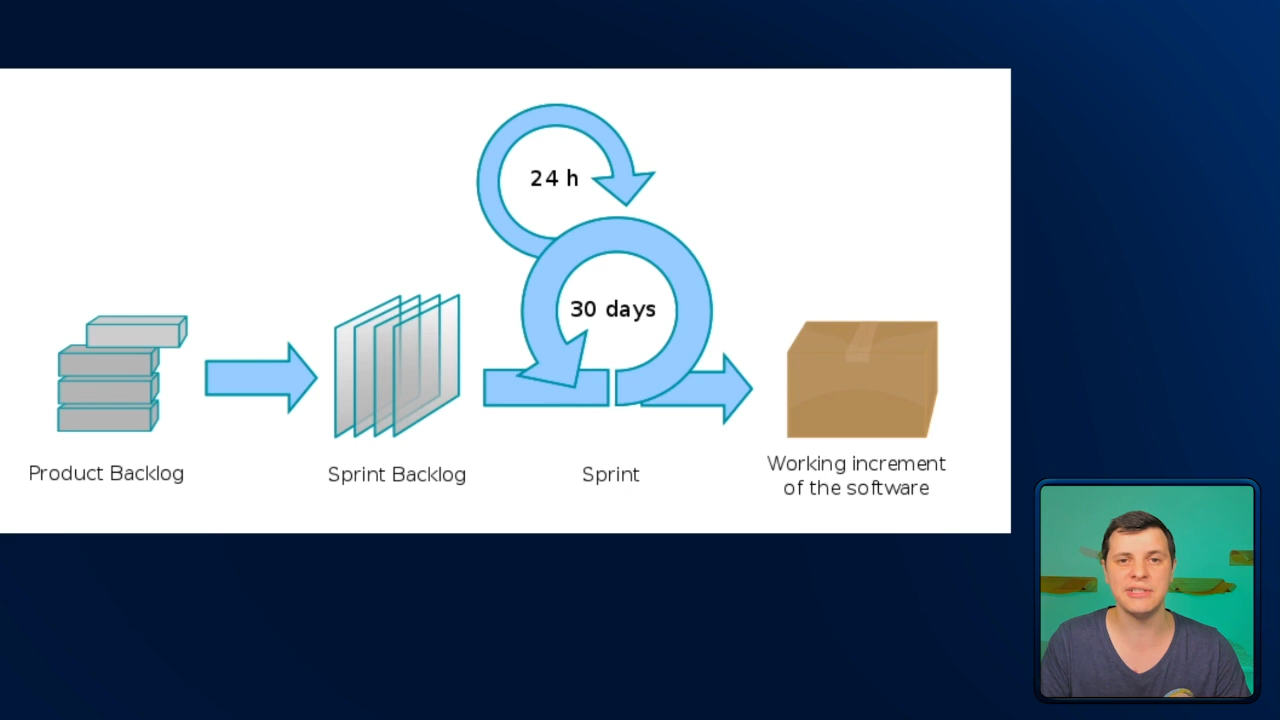 24 h
30 days
Product Backlog
Sprint Backlog
Sprint
Working increment
of the software